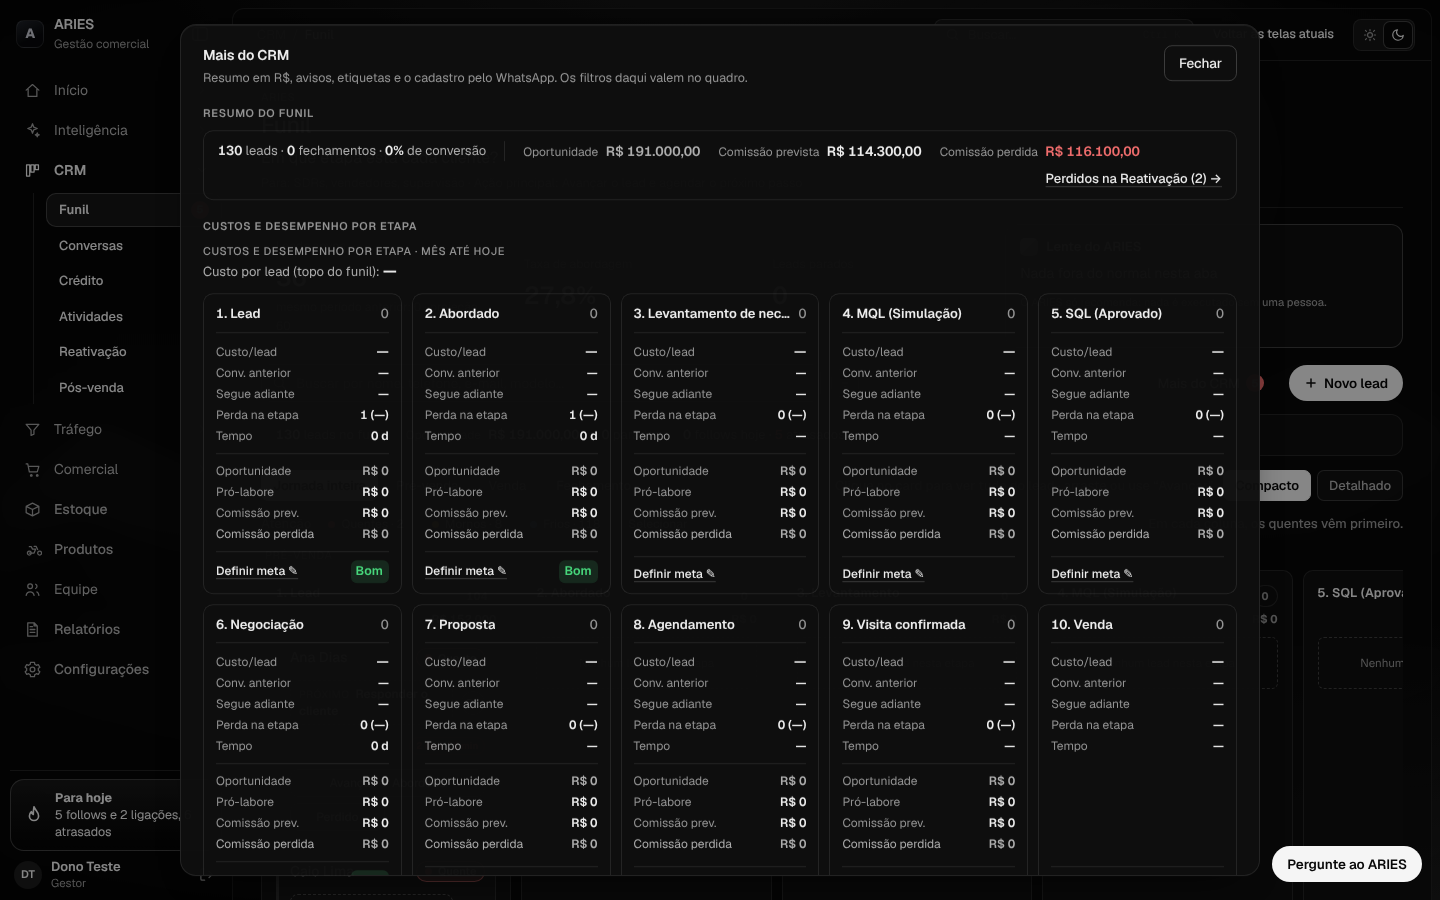 A
ARIES
Gestão comercial
Início
Inteligência
CRM
Funil
Conversas
Crédito
Atividades
Reativação
Pós-venda
Tráfego
Comercial
Estoque
Produtos
Equipe
Relatórios
Configurações
Para hoje
5 follows e 2 ligações,
atrasados
DT
Dono Teste
Gestor
Mais do CRM
Resumo em R$, avisos, etiquetas e o cadastro pelo WhatsApp. Os filtros daqui valem no quadro.
Fechar
RESUMO DO FUNIL
130 leads · 0 fechamentos · 0% de conversão
Oportunidade R$ 191.000,00
Comissão prevista R$ 114.300,00
Comissão perdida R$ 116.100,00
Perdidos na Reativação (2) →
CUSTOS E DESEMPENHO POR ETAPA
CUSTOS E DESEMPENHO POR ETAPA · MÊS ATÉ HOJE
Custo por lead (topo do funil): —
1. Lead 0
Custo/lead —
Conv. anterior —
Segue adiante —
Perda na etapa 1 (—)
Tempo 0 d
Oportunidade R$ 0
Pró-labore R$ 0
Comissão prev. R$ 0
Comissão perdida R$ 0
Definir meta ✎ Bom
2. Abordado 0
Custo/lead —
Conv. anterior —
Segue adiante —
Perda na etapa 1 (—)
Tempo 0 d
Oportunidade R$ 0
Pró-labore R$ 0
Comissão prev. R$ 0
Comissão perdida R$ 0
Definir meta ✎ Bom
3. Levantamento de nec... 0
Custo/lead —
Conv. anterior —
Segue adiante —
Perda na etapa 0 (—)
Tempo —
Oportunidade R$ 0
Pró-labore R$ 0
Comissão prev. R$ 0
Comissão perdida R$ 0
Definir meta ✎
4. MQL (Simulação) 0
Custo/lead —
Conv. anterior —
Segue adiante —
Perda na etapa 0 (—)
Tempo —
Oportunidade R$ 0
Pró-labore R$ 0
Comissão prev. R$ 0
Comissão perdida R$ 0
Definir meta ✎
5. SQL (Aprovado) 0
Custo/lead —
Conv. anterior —
Segue adiante —
Perda na etapa 0 (—)
Tempo —
Oportunidade R$ 0
Pró-labore R$ 0
Comissão prev. R$ 0
Comissão perdida R$ 0
Definir meta ✎
6. Negociação 0
Custo/lead —
Conv. anterior —
Segue adiante —
Perda na etapa 0 (—)
Tempo 0 d
Oportunidade R$ 0
Pró-labore R$ 0
Comissão prev. R$ 0
Comissão perdida R$ 0
7. Proposta 0
Custo/lead —
Conv. anterior —
Segue adiante —
Perda na etapa 0 (—)
Tempo —
Oportunidade R$ 0
Pró-labore R$ 0
Comissão prev. R$ 0
Comissão perdida R$ 0
8. Agendamento 0
Custo/lead —
Conv. anterior —
Segue adiante —
Perda na etapa 0 (—)
Tempo —
Oportunidade R$ 0
Pró-labore R$ 0
Comissão prev. R$ 0
Comissão perdida R$ 0
9. Visita confirmada 0
Custo/lead —
Conv. anterior —
Segue adiante —
Perda na etapa 0 (—)
Tempo —
Oportunidade R$ 0
Pró-labore R$ 0
Comissão prev. R$ 0
Comissão perdida R$ 0
10. Venda 0
Custo/lead —
Conv. anterior —
Segue adiante —
Perda na etapa —
Tempo —
s telas atuais
uma pessoa.
+ Novo lead
mpacto
Detalhado
s quentes vêm primeiro.
0
$ 0
5. SQL (Aprova
Nenhum
Pergunte ao ARIES